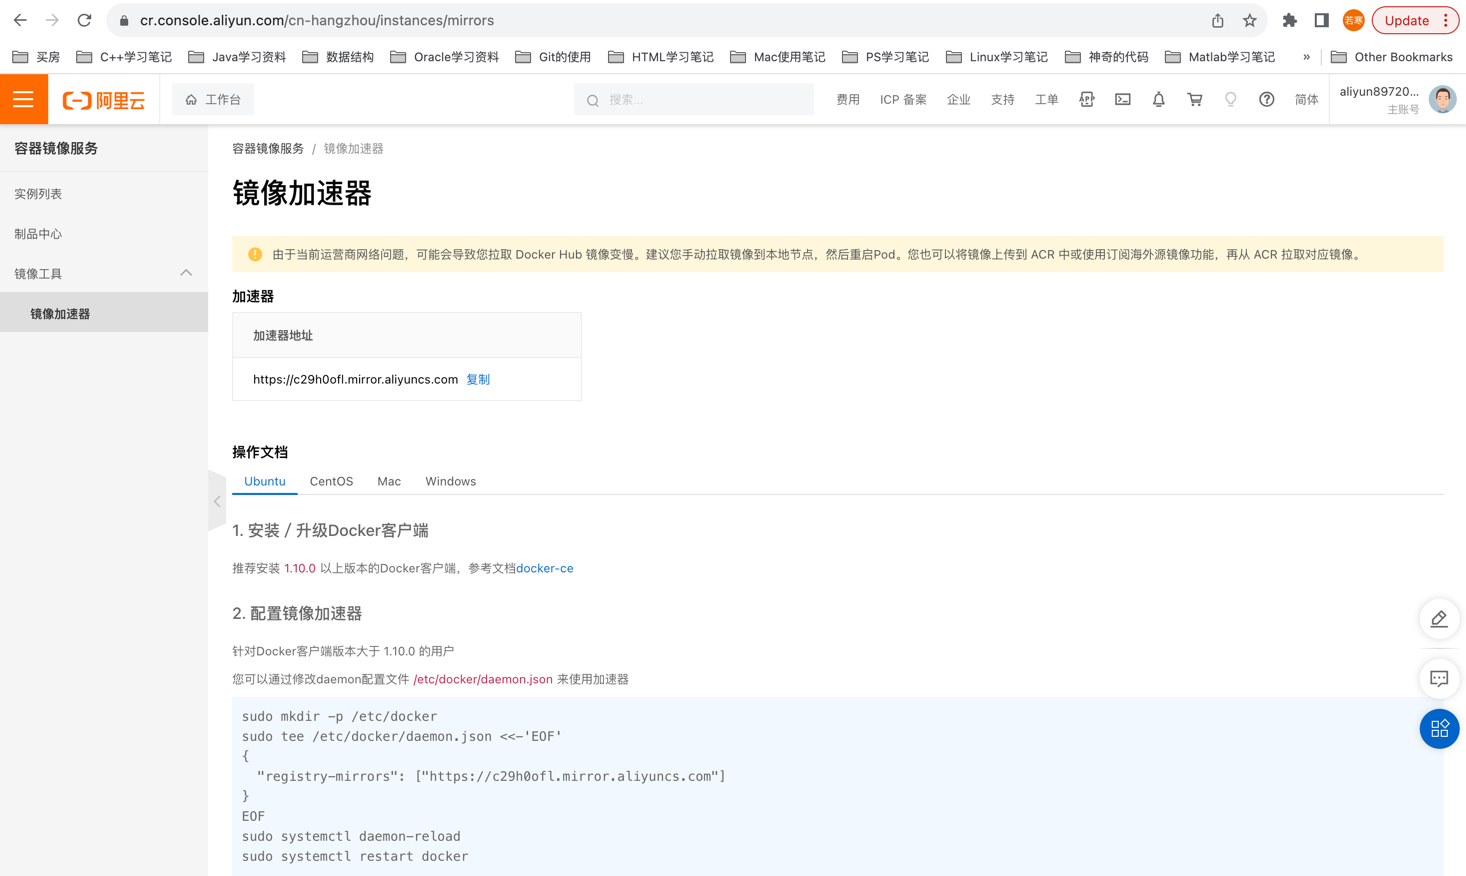 cr.console.aliyun.com/cn-hangzhou/instances/mirrors
若寒
Update
买房
C++学习笔记
Java学习资料
数据结构
Oracle学习资料
Git的使用
HTML学习笔记
Mac使用笔记
PS学习笔记
Linux学习笔记
神奇的代码
Matlab学习笔记
»
Other Bookmarks
阿里云
工作台
搜索...
费用
ICP 备案
企业
支持
工单
简体
aliyun89720...
主账号
容器镜像服务
实例列表
制品中心
镜像工具
镜像加速器
容器镜像服务 / 镜像加速器
镜像加速器
由于当前运营商网络问题，可能会导致您拉取 Docker Hub 镜像变慢。建议您手动拉取镜像到本地节点，然后重启Pod。您也可以将镜像上传到 ACR 中或使用订阅海外源镜像功能，再从 ACR 拉取对应镜像。
加速器
加速器地址
https://c29h0ofl.mirror.aliyuncs.com 复制
操作文档
Ubuntu CentOS Mac Windows
1. 安装 / 升级Docker客户端
推荐安装 1.10.0 以上版本的Docker客户端，参考文档docker-ce
2. 配置镜像加速器
针对Docker客户端版本大于 1.10.0 的用户
您可以通过修改daemon配置文件 /etc/docker/daemon.json 来使用加速器
sudo mkdir -p /etc/docker
sudo tee /etc/docker/daemon.json <<-'EOF'
{
  "registry-mirrors": ["https://c29h0ofl.mirror.aliyuncs.com"]
}
EOF
sudo systemctl daemon-reload
sudo systemctl restart docker